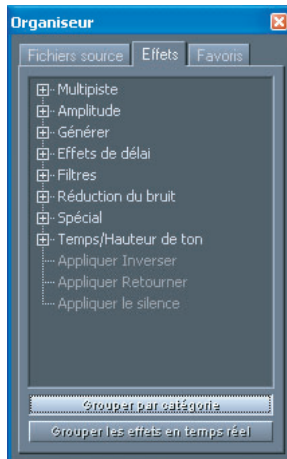 Organiseur
Fichiers source Effets Favoris
Multipiste
Amplitude
Générer
Effets de délai
Filtres
Réduction du bruit
Spécial
Temps/Hauteur de ton
Appliquer Inverser
Appliquer Retourner
Appliquer le silence
Grouper par catégorie
Grouper les effets en temps réel